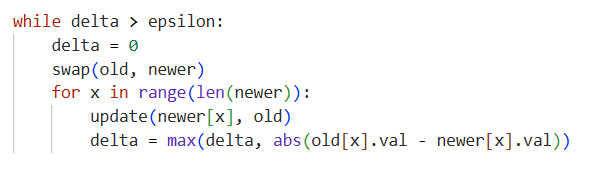 while delta > epsilon:
    delta = 0
    swap(old, newer)
    for x in range(len(newer)):
        update(newer[x], old)
        delta = max(delta, abs(old[x].val - newer[x].val))